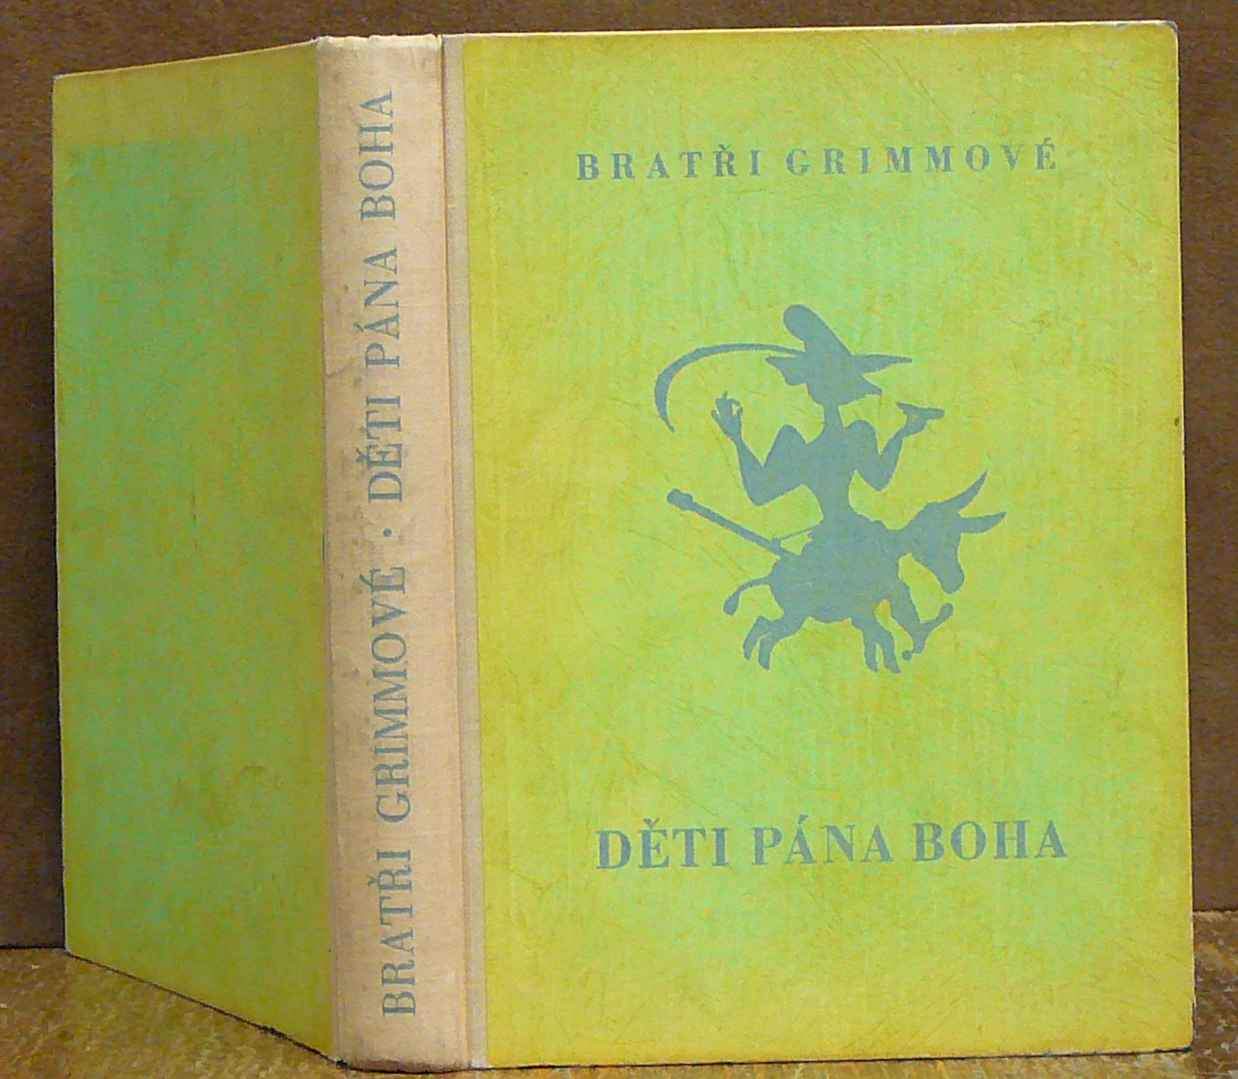 BRATŘI GRIMMOVÉ · DĚTI PÁNA BOHA
BRATŘI GRIMMOVÉ
DĚTI PÁNA BOHA